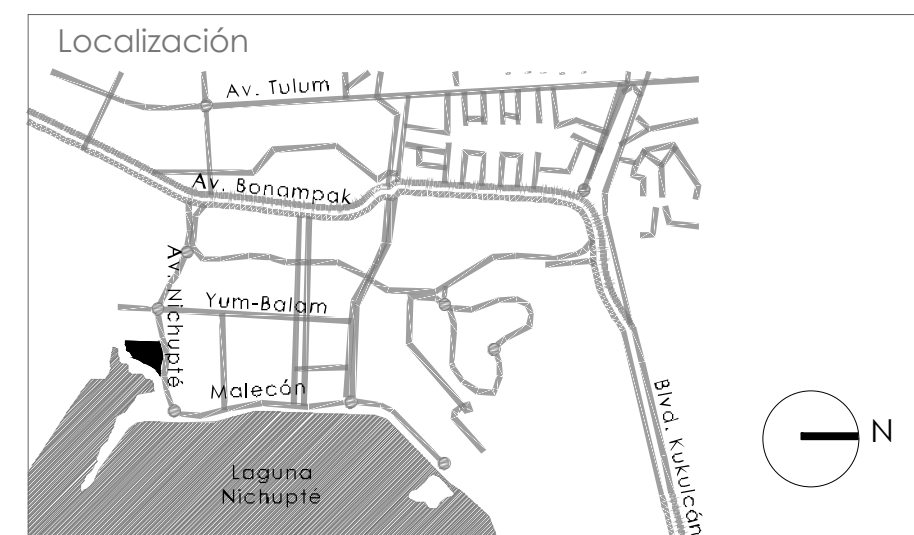 Localización
Av. Tulum
Av. Bonampak
Av. Nichupté
Yum-Balam
Malecón
Blvd. Kukulcán
N
Laguna
Nichupté